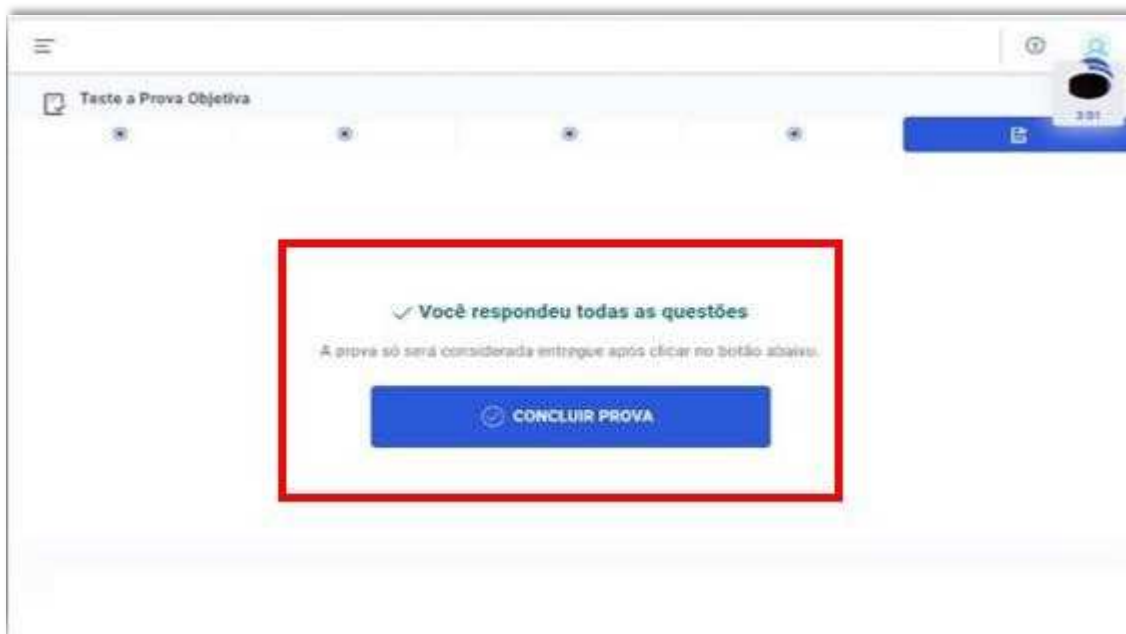 Teste a Prova Objetiva
Você respondeu todas as questões
A prova só será considerada entregue após clicar no botão abaixo.
CONCLUIR PROVA